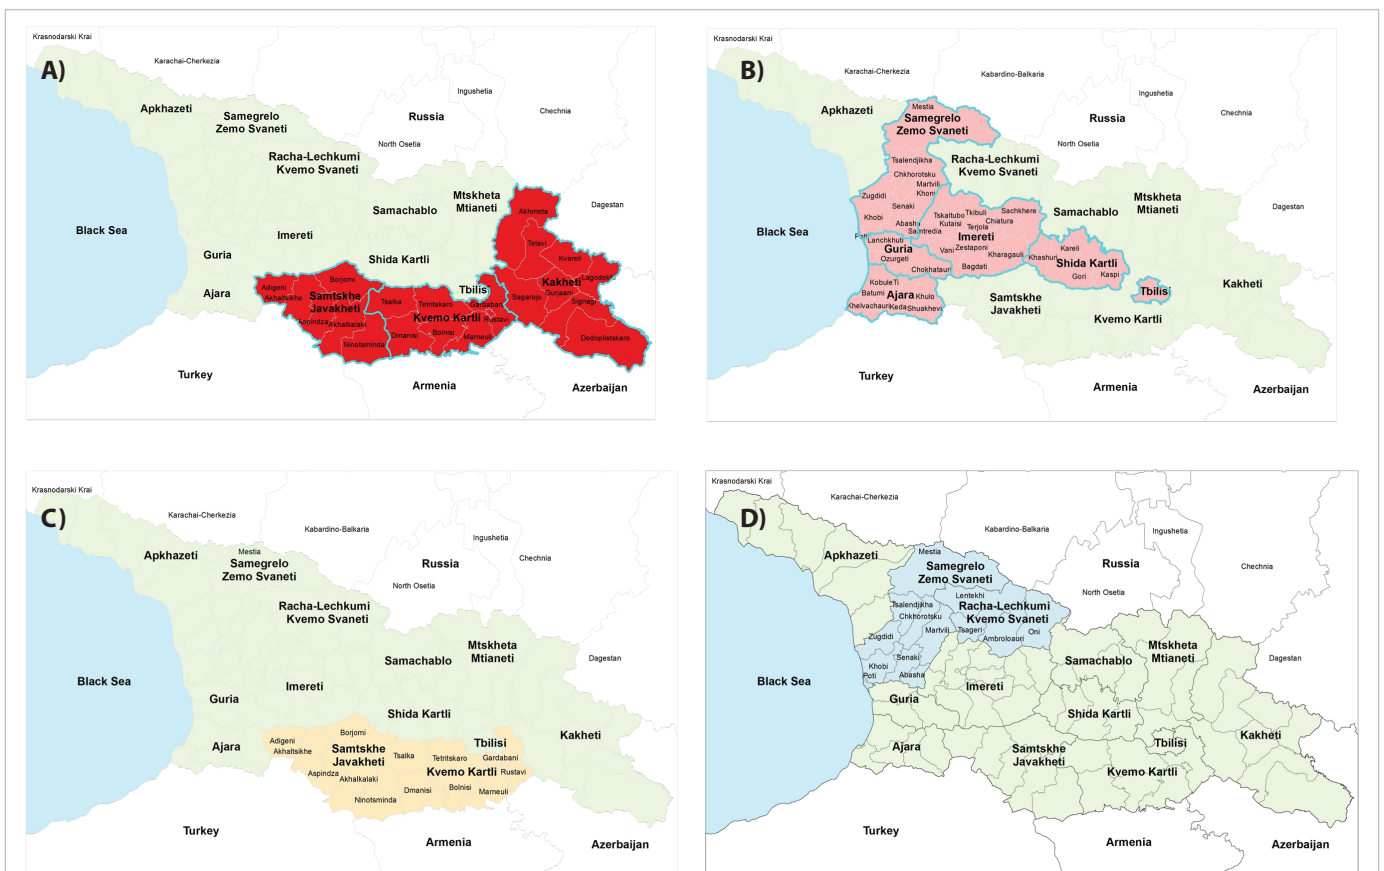 A)
Krasnodarski Krai
Karachai-Cherkezia
Ingushetia
Chechnia
Apkhazeti
Samegrelo
Zemo Svaneti
Russia
North Osetia
Racha-Lechkumi
Kvemo Svaneti
Mtskheta
Mtianeti
Dagestan
Samachablo
Akhmeta
Black Sea
Imereti
Telavi
Guria
Shida Kartli
Kvareli
Borjomi
Lagodekhi
Adigeni
Tbilisi
Kakheti
Ajara
Akhaltsikhe
Samtskhe
Javakheti
Tsalka
Tetritskaro
Gardabani
Sagarejo
Gurjaani
Signagi
Aspindza
Akhalkalaki
Kvemo Kartli
Rustavi
Ninotsminda
Dmanisi
Bolnisi
Marneuli
Dedoplistskaro
Turkey
Armenia
Azerbaijan
B)
Krasnodarski Krai
Karachai-Cherkezia
Kabardino-Balkaria
Ingushetia
Chechnia
Apkhazeti
Mestia
Samegrelo
Zemo Svaneti
Russia
North Osetia
Tsalendjikha
Racha-Lechkumi
Kvemo Svaneti
Chkhorotsku
Martvili
Khoni
Zugdidi
Mtskheta
Mtianeti
Dagestan
Senaki
Khobi
Abasha
Tskaltubo
Tkibuli
Sachkhere
Samachablo
Kutaisi
Terjola
Chiatura
Black Sea
Poti
Samtredia
Imereti
Lanchkhuti
Guria
Vani
Zestaponi
Kareli
Ozurgeti
Kharagauli
Khashuri
Shida Kartli
Chokhatauri
Bagdati
Gori
Kaspi
KobuleTi
Tbilisi
Kakheti
Batumi
Ajara
Khulo
Khelvachauri
Keda
Shuakhevi
Samtskhe
Javakheti
Kvemo Kartli
Turkey
Armenia
Azerbaijan
C)
Krasnodarski Krai
Karachai-Cherkezia
Kabardino-Balkaria
Ingushetia
Chechnia
Apkhazeti
Mestia
Samegrelo
Zemo Svaneti
Russia
North Osetia
Racha-Lechkumi
Kvemo Svaneti
Mtskheta
Mtianeti
Dagestan
Samachablo
Black Sea
Imereti
Guria
Shida Kartli
Borjomi
Kakheti
Adigeni
Tbilisi
Ajara
Akhaltsikhe
Samtskhe
Javakheti
Tsalka
Tetritskaro
Gardabani
Aspindza
Akhalkalaki
Kvemo Kartli
Rustavi
Ninotsminda
Dmanisi
Bolnisi
Marneuli
Turkey
Armenia
Azerbaijan
D)
Krasnodarski Krai
Karachai-Cherkezia
Kabardino-Balkaria
Ingushetia
Chechnia
Apkhazeti
Mestia
Samegrelo
Zemo Svaneti
Russia
North Osetia
Lentekhi
Tsalendjikha
Racha-Lechkumi
Kvemo Svaneti
Chkhorotsku
Martvili
Tsageri
Oni
Zugdidi
Ambroloauri
Mtskheta
Mtianeti
Dagestan
Senaki
Samachablo
Khobi
Poti
Abasha
Black Sea
Imereti
Guria
Shida Kartli
Kakheti
Ajara
Tbilisi
Samtskhe
Javakheti
Kvemo Kartli
Turkey
Armenia
Azerbaijan